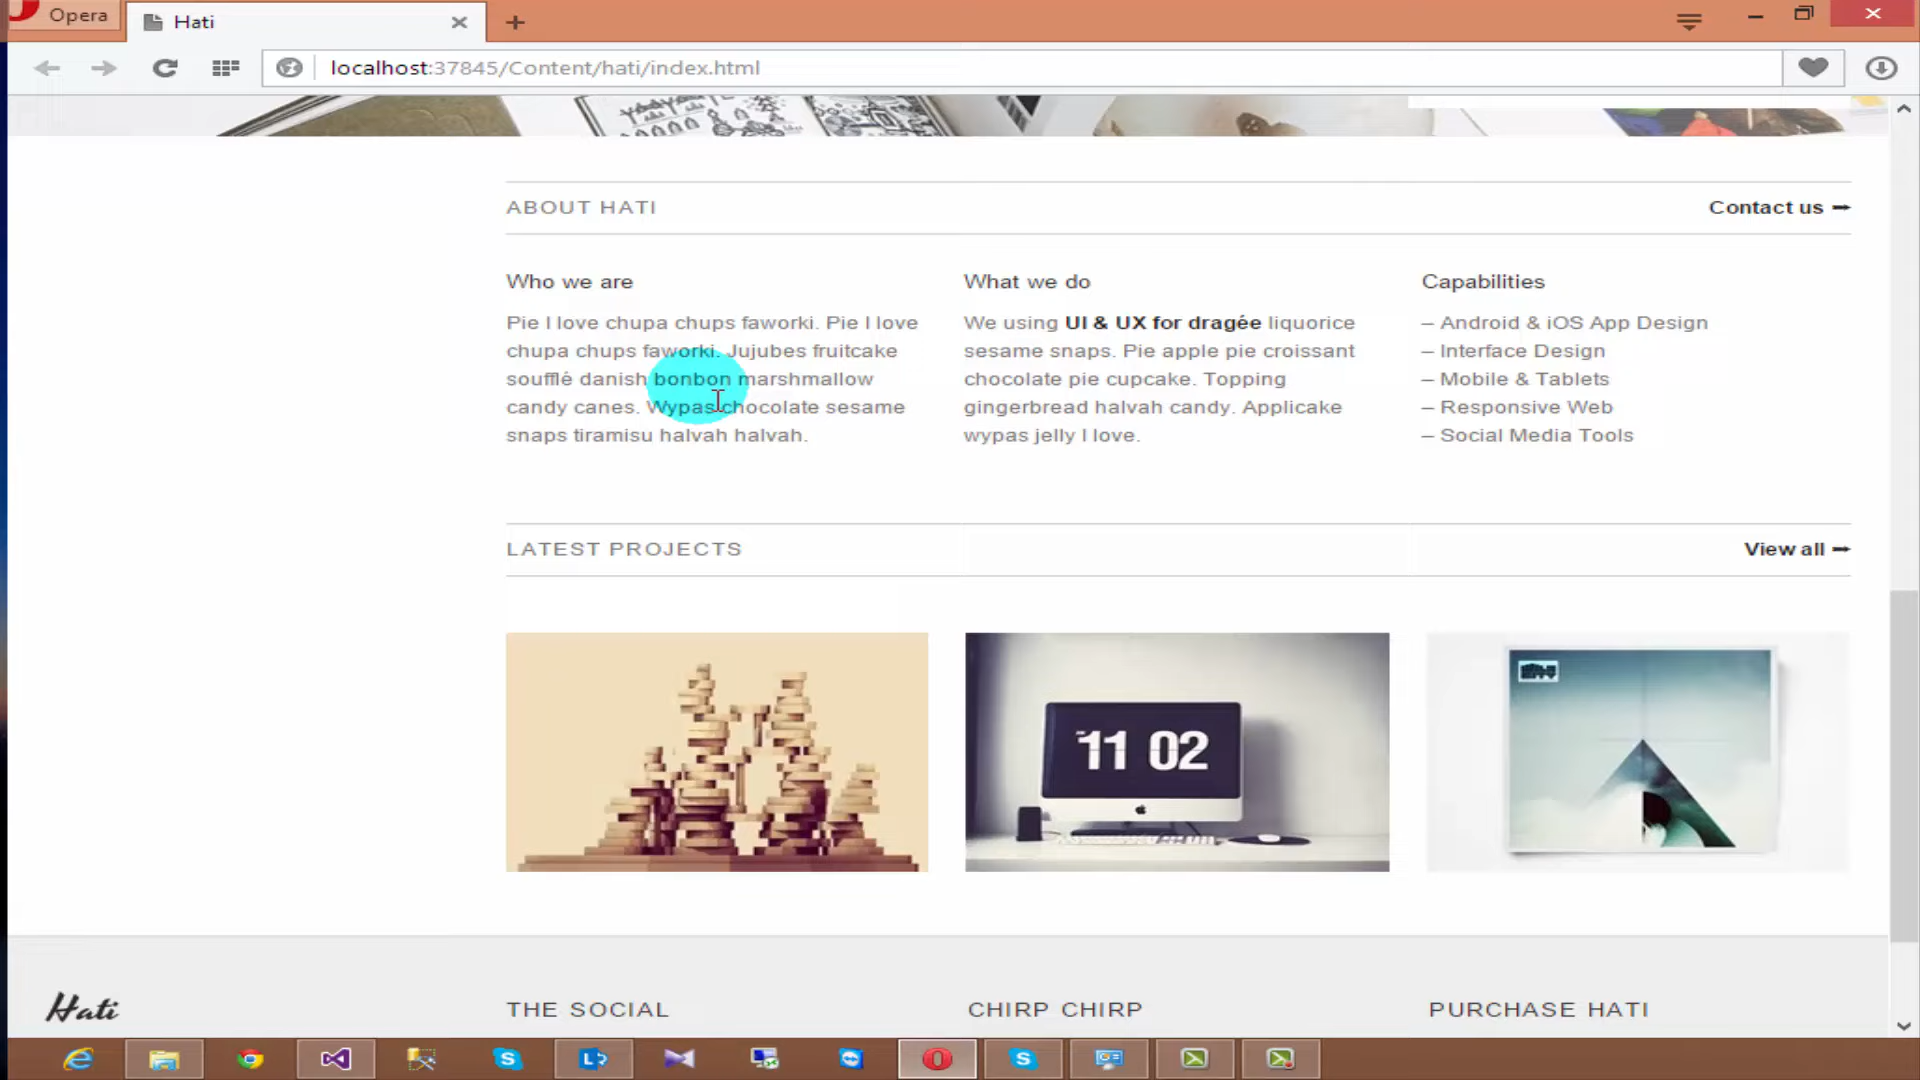 Opera
Hati
localhost:37845/Content/hati/index.html
ABOUT HATI
Contact us
Who we are
Pie I love chupa chups faworki. Pie I love
chupa chups faworki. Jujubes fruitcake
soufflé danish bonbon marshmallow
candy canes. Wypas chocolate sesame
snaps tiramisu halvah halvah.
What we do
We using UI & UX for dragée liquorice
sesame snaps. Pie apple pie croissant
chocolate pie cupcake. Topping
gingerbread halvah candy. Applicake
wypas jelly I love.
Capabilities
– Android & iOS App Design
– Interface Design
– Mobile & Tablets
– Responsive Web
– Social Media Tools
LATEST PROJECTS
View all
11 02
Hati
THE SOCIAL
CHIRP CHIRP
PURCHASE HATI